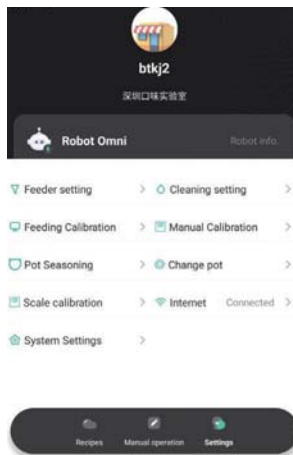 btkj2
深圳口味实验室
Robot Omni
Robot info.
Feeder setting
Cleaning setting
Feeding Calibration
Manual Calibration
Pot Seasoning
Change pot
Scale calibration
Internet Connected
System Settings
Recipes
Manual operation
Settings